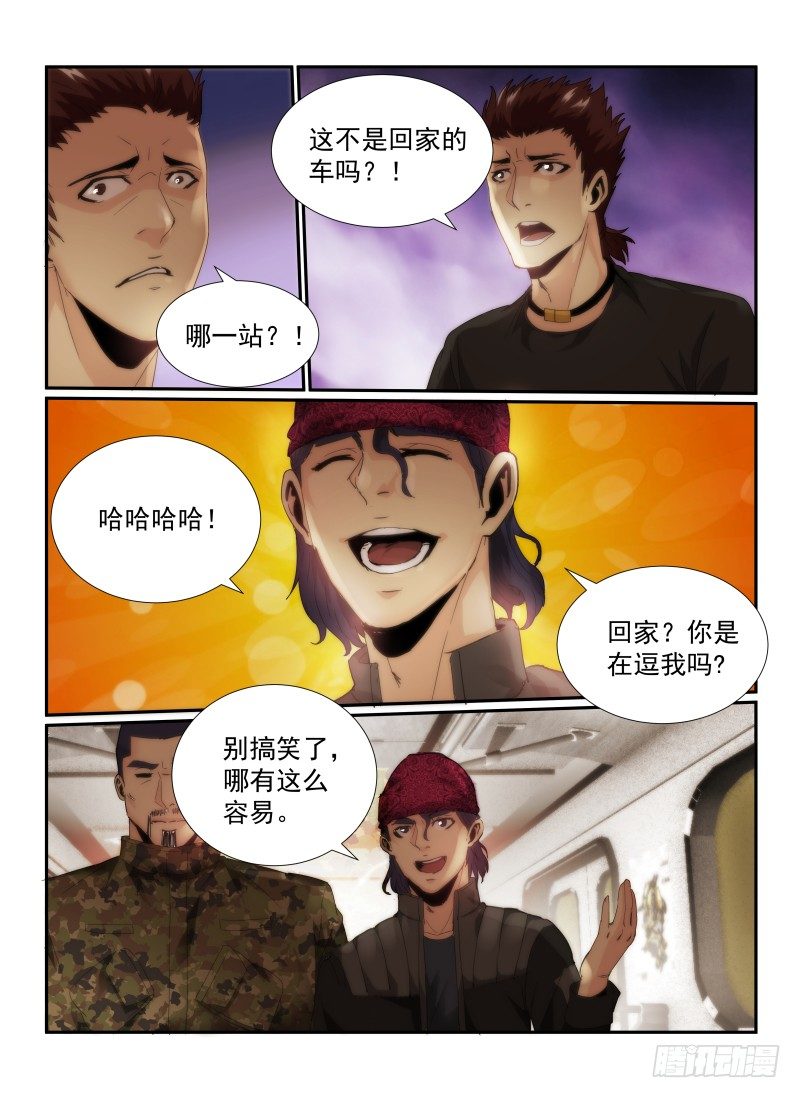 哪一站？！
这不是回家的
车吗？！
哈哈哈哈！
回家？你是
在逗我吗?
别搞笑了，
哪有这么
容易。
腾讯动漫